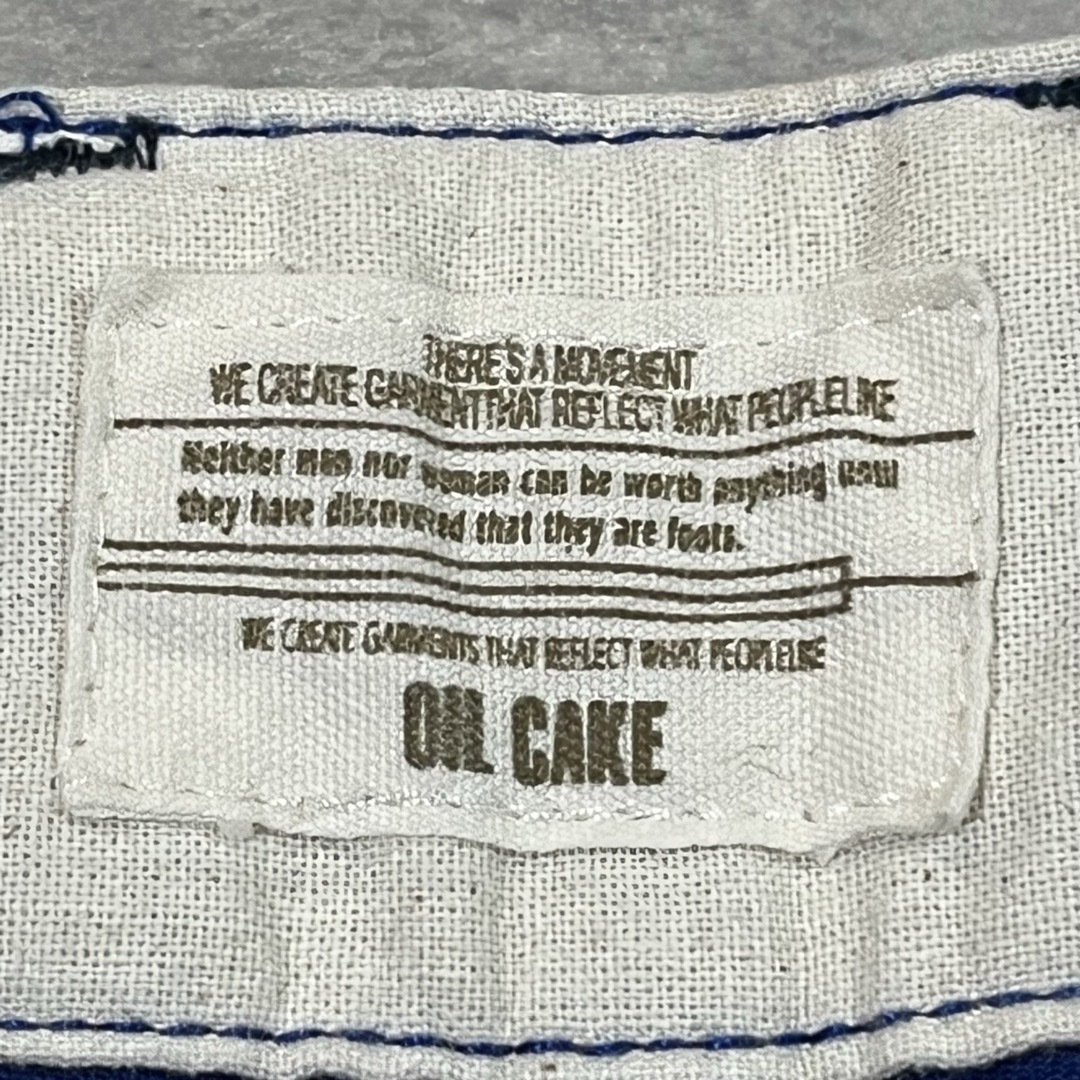 THERE'S A MOVEMENT
WE CREATE GARMENT THAT REFLECT WHAT PEOPLE LIKE
Neither man nor woman can be worth anything until
they have discovered that they are fools.
WE CREATE GARMENTS THAT REFLECT WHAT PEOPLE LIKE
OIL CAKE